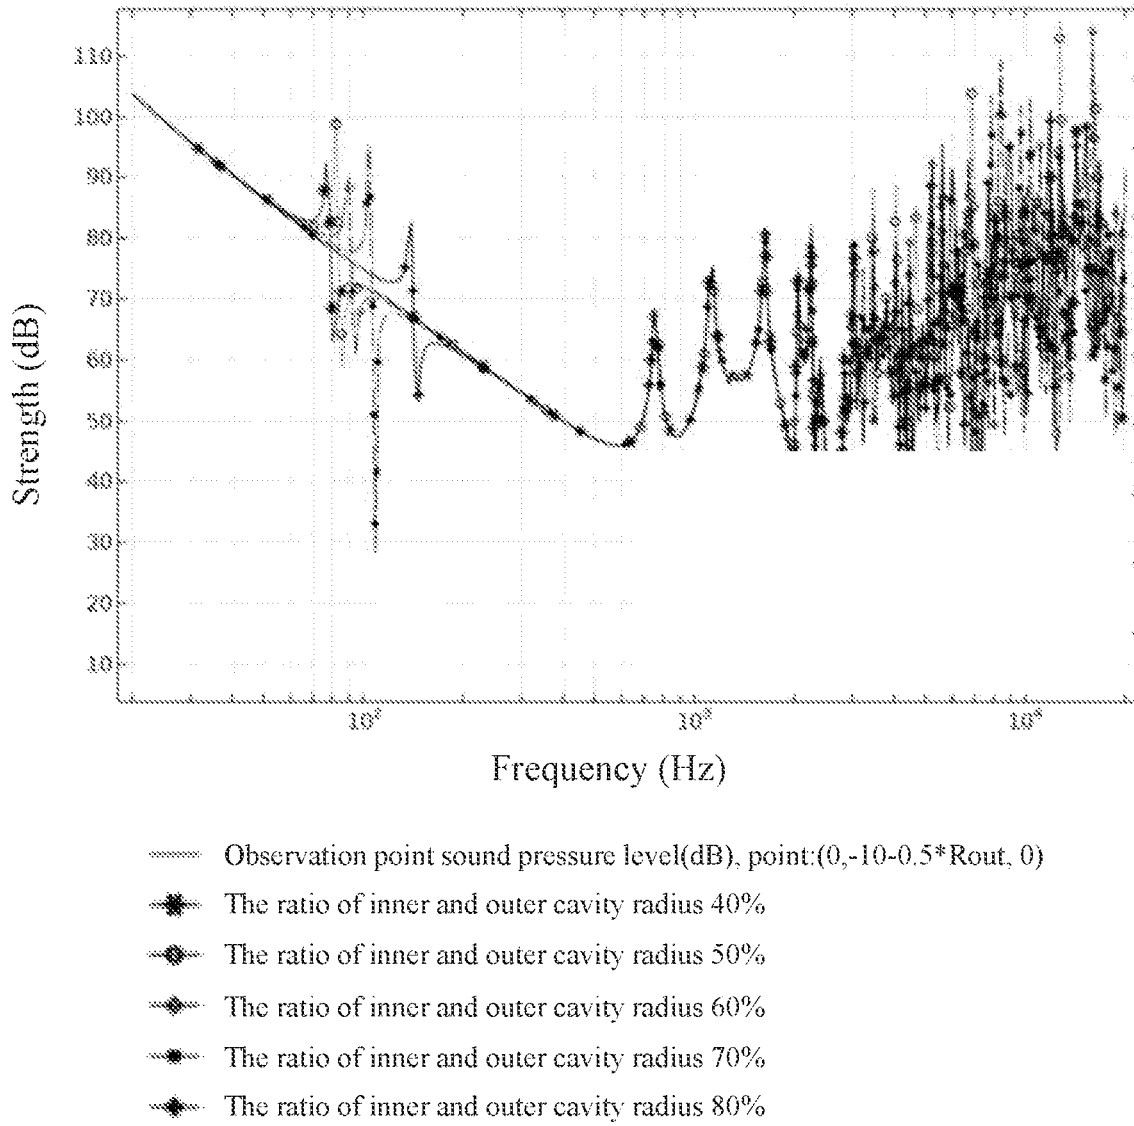 110
100
90
80
70
60
50
40
30
20
10
Strength (dB)
10² 10³ 10⁴
Frequency (Hz)
Observation point sound pressure level(dB), point:(0,-10-0.5*Rout, 0)
The ratio of inner and outer cavity radius 40%
The ratio of inner and outer cavity radius 50%
The ratio of inner and outer cavity radius 60%
The ratio of inner and outer cavity radius 70%
The ratio of inner and outer cavity radius 80%